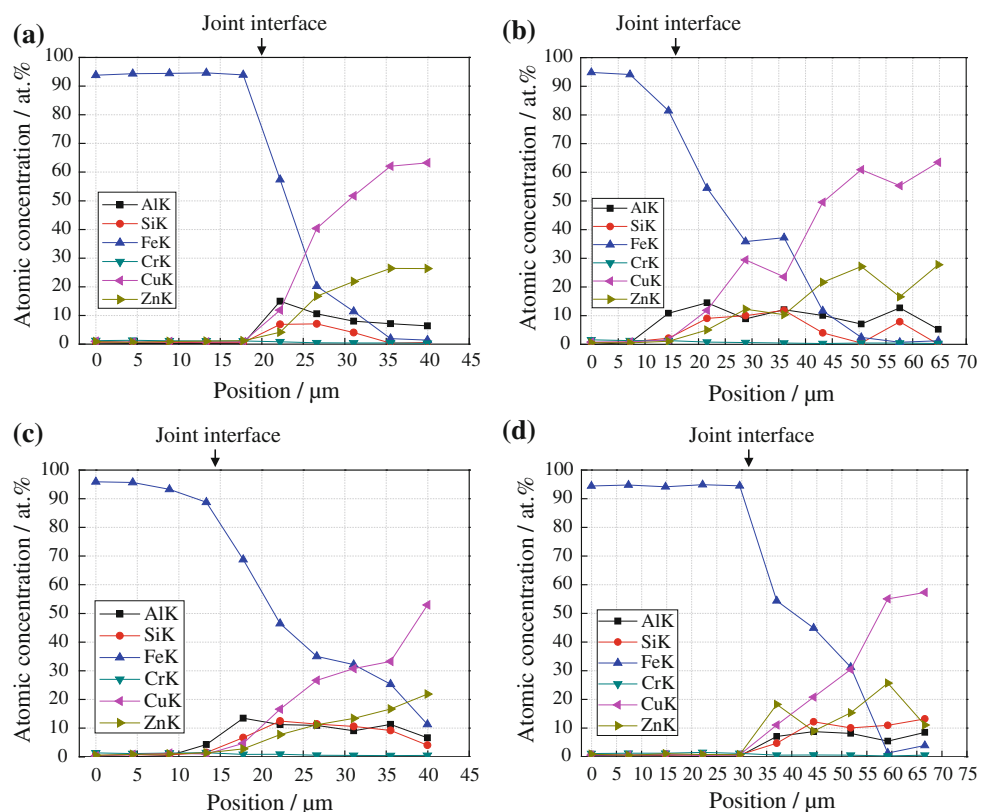 (a)
Joint interface
Atomic concentration / at.%
100
90
80
70
60
50
40
30
20
10
0
AlK
SiK
FeK
CrK
CuK
ZnK
0 5 10 15 20 25 30 35 40 45
Position / µm
(b)
Joint interface
Atomic concentration / at.%
100
90
80
70
60
50
40
30
20
10
0
AlK
SiK
FeK
CrK
CuK
ZnK
0 5 10 15 20 25 30 35 40 45 50 55 60 65 70
Position / µm
(c)
Joint interface
Atomic concentration / at.%
100
90
80
70
60
50
40
30
20
10
0
AlK
SiK
FeK
CrK
CuK
ZnK
0 5 10 15 20 25 30 35 40 45
Position / µm
(d)
Joint interface
Atomic concentration / at.%
100
90
80
70
60
50
40
30
20
10
0
AlK
SiK
FeK
CrK
CuK
ZnK
0 5 10 15 20 25 30 35 40 45 50 55 60 65 70 75
Position / µm